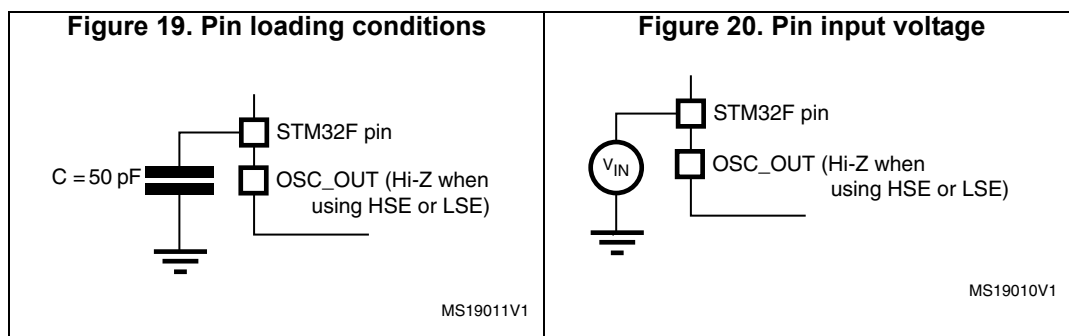 Figure 19. Pin loading conditions
STM32F pin
C = 50 pF
OSC_OUT (Hi-Z when
using HSE or LSE)
MS19011V1
Figure 20. Pin input voltage
STM32F pin
VIN
OSC_OUT (Hi-Z when
using HSE or LSE)
MS19010V1